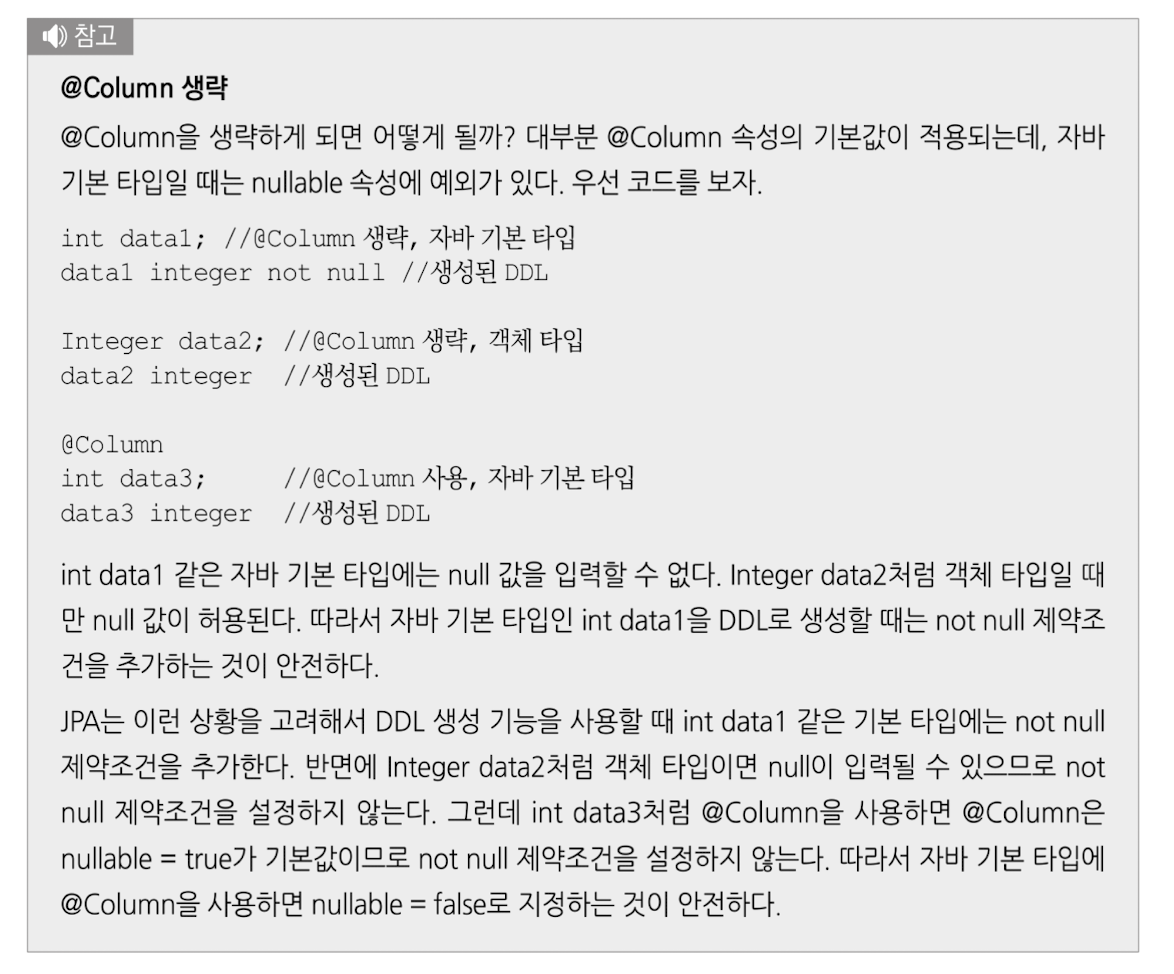 참고
@Column 생략
@Column을 생략하게 되면 어떻게 될까? 대부분 @Column 속성의 기본값이 적용되는데, 자바
기본 타입일 때는 nullable 속성에 예외가 있다. 우선 코드를 보자.
int data1; //@Column 생략, 자바 기본 타입
data1 integer not null //생성된 DDL
Integer data2; //@Column 생략, 객체 타입
data2 integer  //생성된 DDL
@Column
int data3;     //@Column 사용, 자바 기본 타입
data3 integer  //생성된 DDL
int data1 같은 자바 기본 타입에는 null 값을 입력할 수 없다. Integer data2처럼 객체 타입일 때
만 null 값이 허용된다. 따라서 자바 기본 타입인 int data1을 DDL로 생성할 때는 not null 제약조
건을 추가하는 것이 안전하다.
JPA는 이런 상황을 고려해서 DDL 생성 기능을 사용할 때 int data1 같은 기본 타입에는 not null
제약조건을 추가한다. 반면에 Integer data2처럼 객체 타입이면 null이 입력될 수 있으므로 not
null 제약조건을 설정하지 않는다. 그런데 int data3처럼 @Column을 사용하면 @Column은
nullable = true가 기본값이므로 not null 제약조건을 설정하지 않는다. 따라서 자바 기본 타입에
@Column을 사용하면 nullable = false로 지정하는 것이 안전하다.